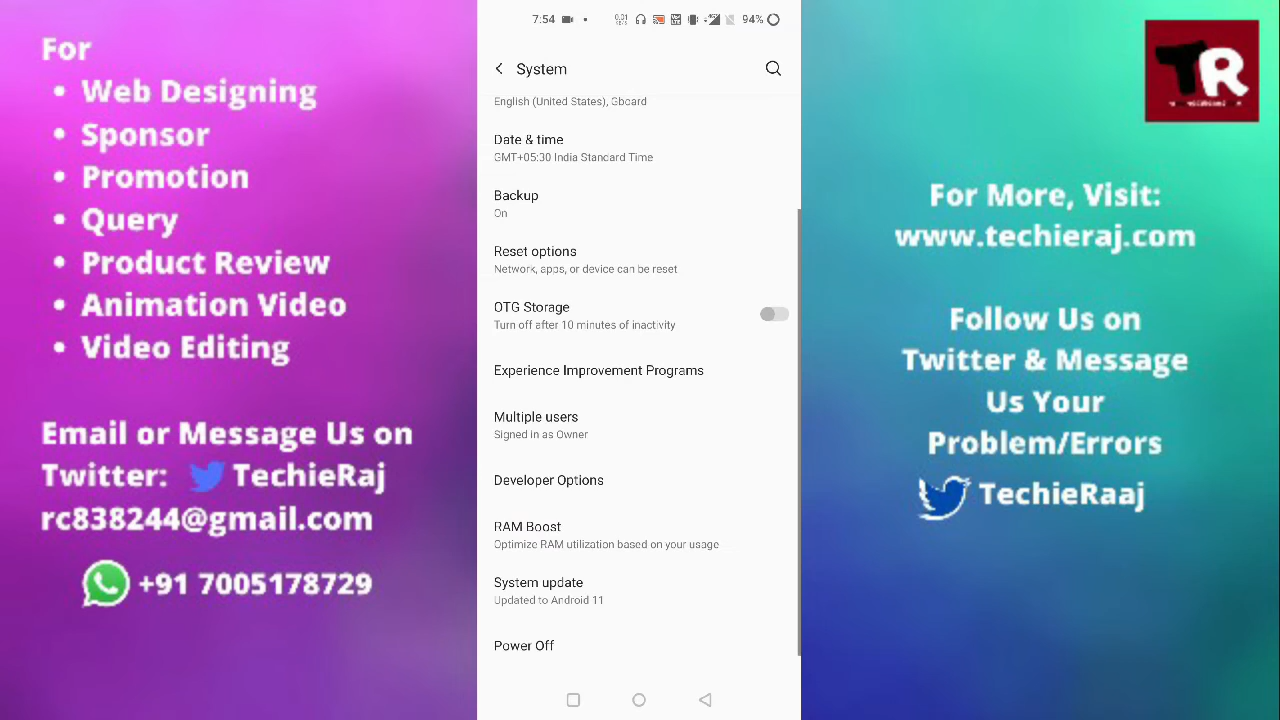 For
• Web Designing
• Sponsor
• Promotion
• Query
• Product Review
• Animation Video
• Video Editing
Email or Message Us on
Twitter: TechieRaj
rc838244@gmail.com
+91 7005178729
7:54
94%
System
English (United States), Gboard
Date & time
GMT+05:30 India Standard Time
Backup
On
Reset options
Network, apps, or device can be reset
OTG Storage
Turn off after 10 minutes of inactivity
Experience Improvement Programs
Multiple users
Signed in as Owner
Developer Options
RAM Boost
Optimize RAM utilization based on your usage
System update
Updated to Android 11
Power Off
TR
For More, Visit:
www.techieraj.com
Follow Us on
Twitter & Message
Us Your
Problem/Errors
TechieRaaj